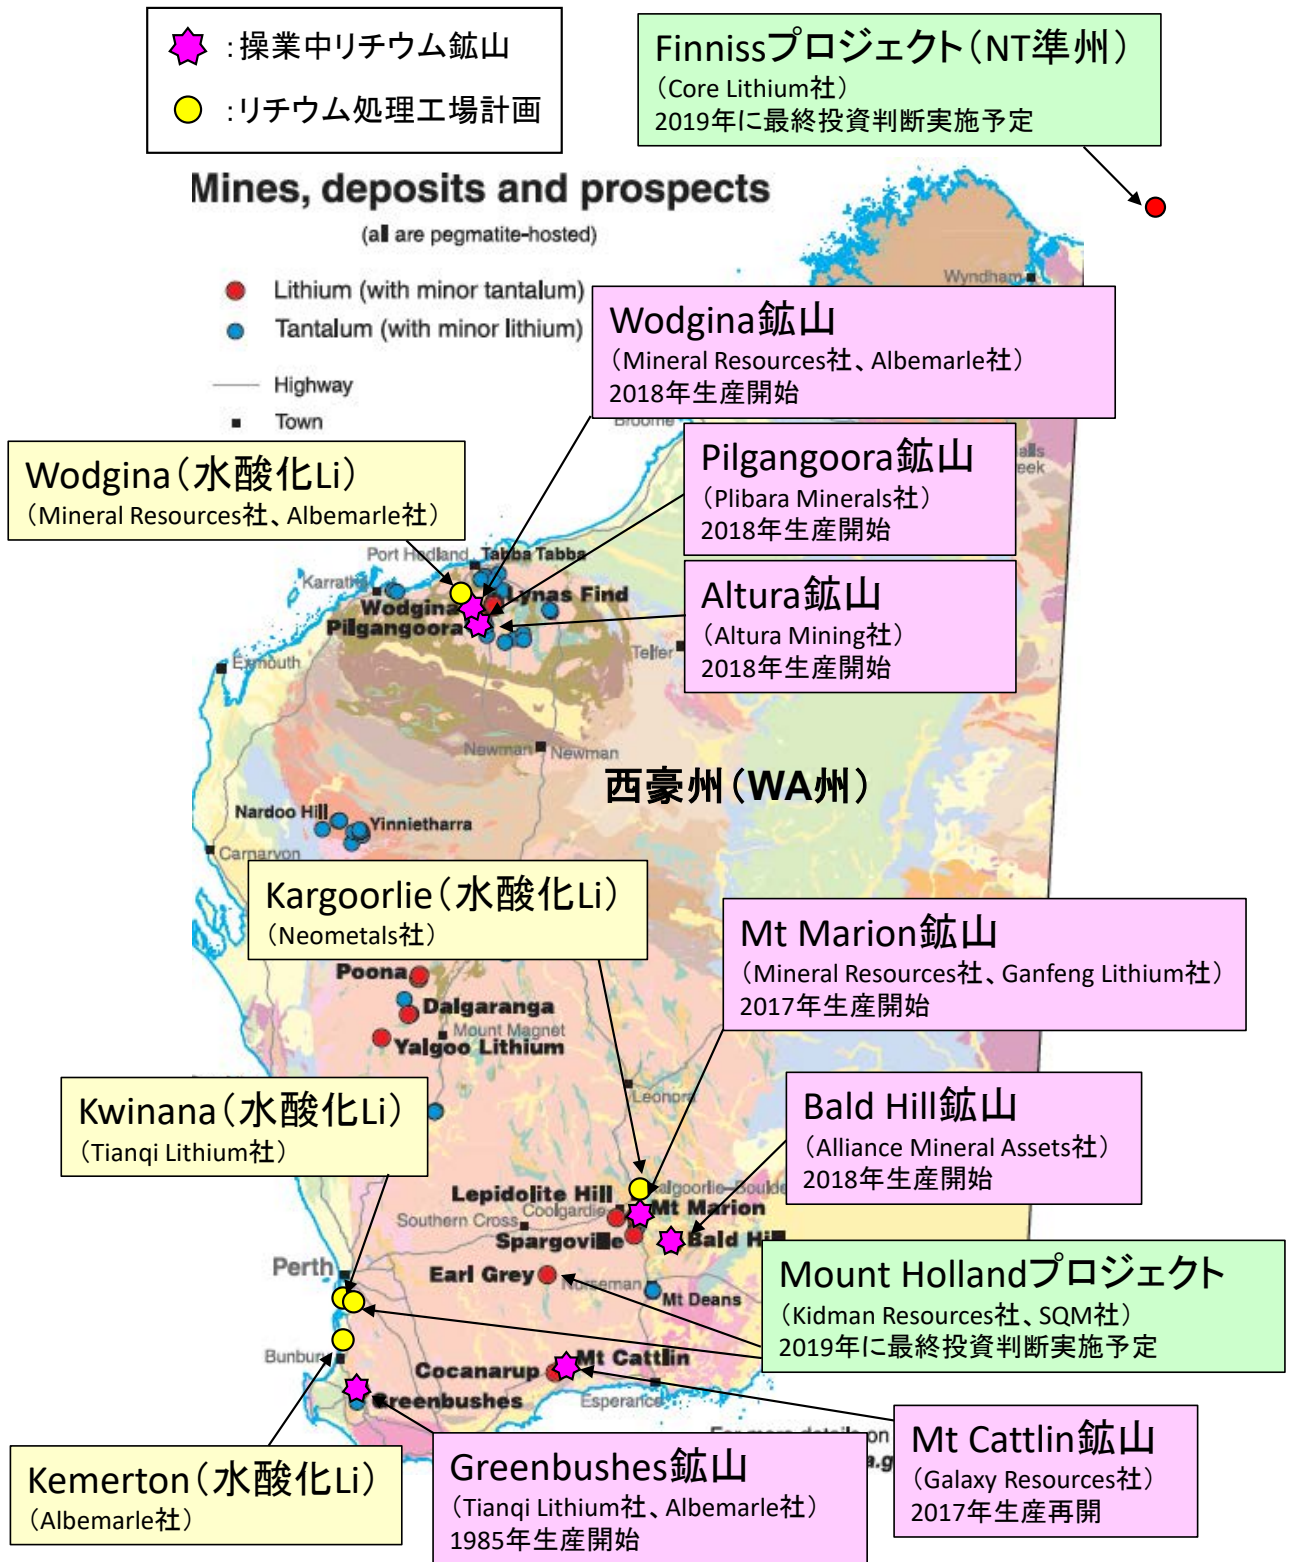 ：操業中リチウム鉱山
：リチウム処理工場計画
Finnissプロジェクト（NT準州）
（Core Lithium社）
2019年に最終投資判断実施予定
Mines, deposits and prospects
(all are pegmatite-hosted)
Lithium (with minor tantalum)
Tantalum (with minor lithium)
Highway
Town
Wyndham
Wodgina鉱山
（Mineral Resources社、Albemarle社）
2018年生産開始
Broome
Pilgangoora鉱山
（Plibara Minerals社）
2018年生産開始
Wodgina（水酸化Li）
（Mineral Resources社、Albemarle社）
Altura鉱山
（Altura Mining社）
2018年生産開始
Port Hedland
Tabba Tabba
Karratha
Wodgina
Lynas Find
Pilgangoora
Telfer
Exmouth
Newman
Newman
西豪州（WA州）
Nardoo Hill
Yinnietharra
Carnarvon
Kargoorlie（水酸化Li）
（Neometals社）
Mt Marion鉱山
（Mineral Resources社、Ganfeng Lithium社）
2017年生産開始
Poona
Dalgaranga
Mount Magnet
Yalgoo Lithium
Leonora
Kwinana（水酸化Li）
（Tianqi Lithium社）
Bald Hill鉱山
（Alliance Mineral Assets社）
2018年生産開始
algoorlie-Boulde
Lepidolite Hill
Coolgardie
Mt Marion
Southern Cross
Spargoville
Bald Hill
Perth
Earl Grey
Norseman
Mt Deans
Mount Hollandプロジェクト
（Kidman Resources社、SQM社）
2019年に最終投資判断実施予定
Bunbury
Mt Cattlin
Cocanarup
Greenbushes
Esperance
For more details on
Mt Cattlin鉱山
（Galaxy Resources社）
2017年生産再開
Greenbushes鉱山
（Tianqi Lithium社、Albemarle社）
1985年生産開始
Kemerton（水酸化Li）
（Albemarle社）